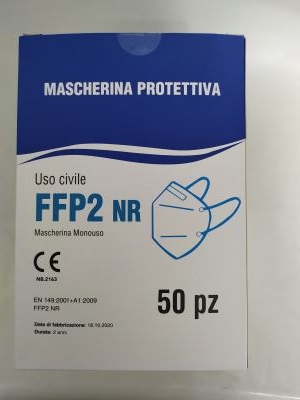 MASCHERINA PROTETTIVA
Uso civile
FFP2 NR
Mascherina Monouso
CE
NB.2163
EN 149:2001+A1:2009
FFP2 NR
50 pz
Data di fabbricazione: 10.10.2020
Durata: 2 anni